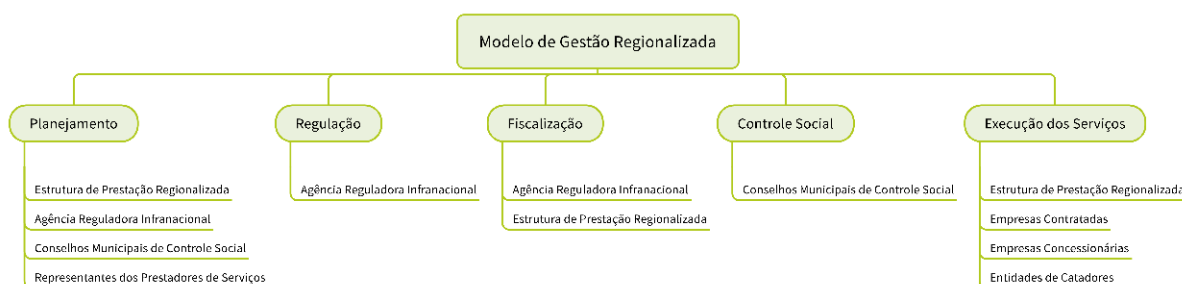 Modelo de Gestão Regionalizada
Planejamento
Regulação
Fiscalização
Controle Social
Execução dos Serviços
Estrutura de Prestação Regionalizada
Agência Reguladora Infranacional
Conselhos Municipais de Controle Social
Representantes dos Prestadores de Serviços
Agência Reguladora Infranacional
Agência Reguladora Infranacional
Estrutura de Prestação Regionalizada
Conselhos Municipais de Controle Social
Estrutura de Prestação Regionalizada
Empresas Contratadas
Empresas Concessionárias
Entidades de Catadores